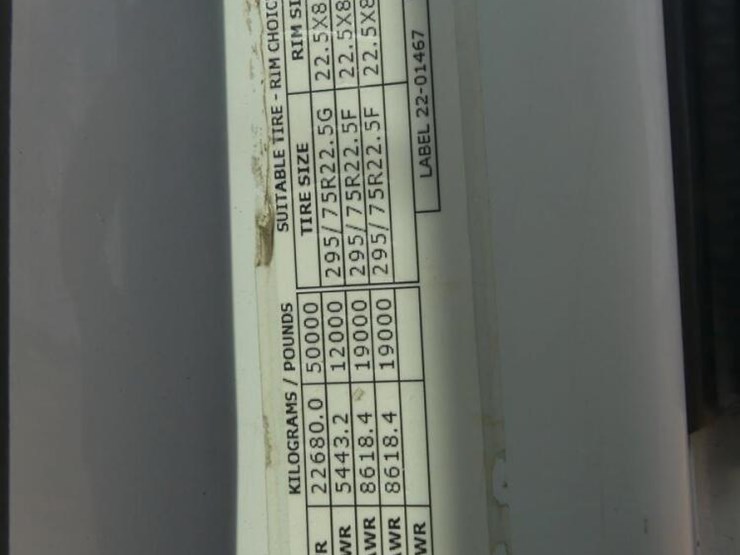 SUITABLE TIRE - RIM CHOIC
KILOGRAMS / POUNDS TIRE SIZE RIM SI
R 22680.0 50000 295/75R22.5G 22.5X8
WR 5443.2 12000 295/75R22.5F 22.5X8
WR 8618.4 19000 295/75R22.5F 22.5X8
WR 8618.4 19000
WR
LABEL 22-01467